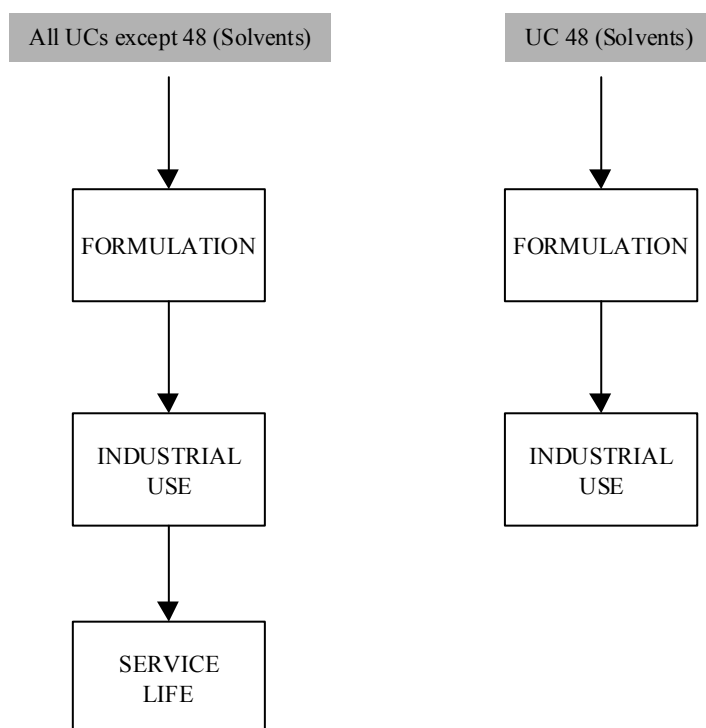 All UCs except 48 (Solvents)
UC 48 (Solvents)
FORMULATION
FORMULATION
INDUSTRIAL
USE
INDUSTRIAL
USE
SERVICE
LIFE